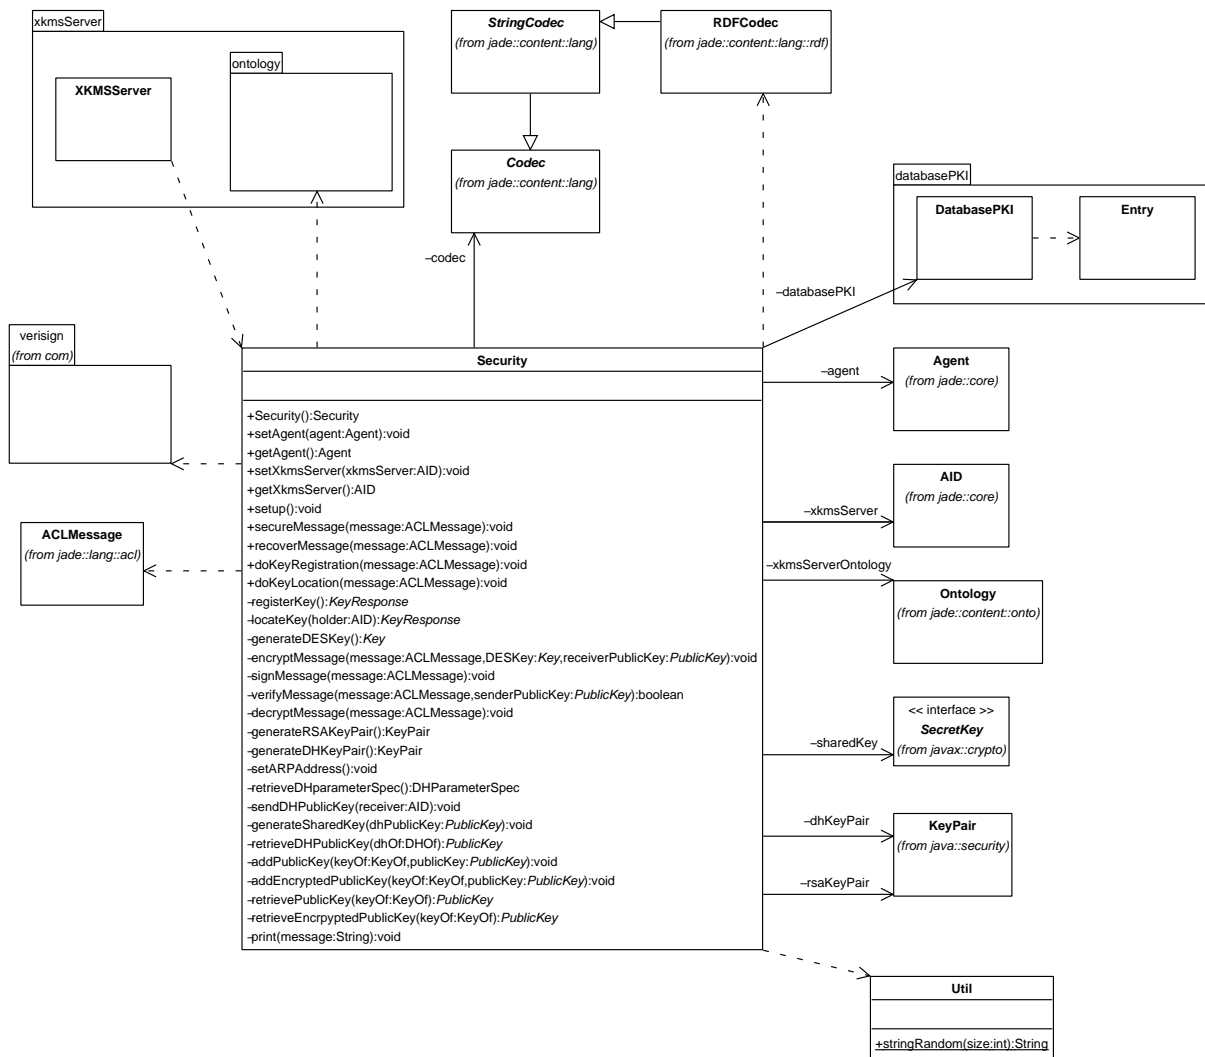 xkmsServer
XKMSServer
ontology
StringCodec
(from jade::content::lang)
RDFCodec
(from jade::content::lang::rdf)
Codec
(from jade::content::lang)
databasePKI
DatabasePKI
Entry
–codec
–databasePKI
verisign
(from com)
ACLMessage
(from jade::lang::acl)
Security
+Security():Security
+setAgent(agent:Agent):void
+getAgent():Agent
+setXkmsServer(xkmsServer:AID):void
+getXkmsServer():AID
+setup():void
+secureMessage(message:ACLMessage):void
+recoverMessage(message:ACLMessage):void
+doKeyRegistration(message:ACLMessage):void
+doKeyLocation(message:ACLMessage):void
–registerKey():KeyResponse
–locateKey(holder:AID):KeyResponse
–generateDESKey():Key
–encryptMessage(message:ACLMessage,DESKey:Key,receiverPublicKey:PublicKey):void
–signMessage(message:ACLMessage):void
–verifyMessage(message:ACLMessage,senderPublicKey:PublicKey):boolean
–decryptMessage(message:ACLMessage):void
–generateRSAKeyPair():KeyPair
–generateDHKeyPair():KeyPair
–setARPAddress():void
–retrieveDHparameterSpec():DHParameterSpec
–sendDHPublicKey(receiver:AID):void
–generateSharedKey(dhPublicKey:PublicKey):void
–retrieveDHPublicKey(dhOf:DHOf):PublicKey
–addPublicKey(keyOf:KeyOf,publicKey:PublicKey):void
–addEncryptedPublicKey(keyOf:KeyOf,publicKey:PublicKey):void
–retrievePublicKey(keyOf:KeyOf):PublicKey
–retrieveEncrpyptedPublicKey(keyOf:KeyOf):PublicKey
–print(message:String):void
–agent
Agent
(from jade::core)
–xkmsServer
AID
(from jade::core)
–xkmsServerOntology
Ontology
(from jade::content::onto)
–sharedKey
<< interface >>
SecretKey
(from javax::crypto)
–dhKeyPair
KeyPair
(from java::security)
–rsaKeyPair
Util
+stringRandom(size:int):String